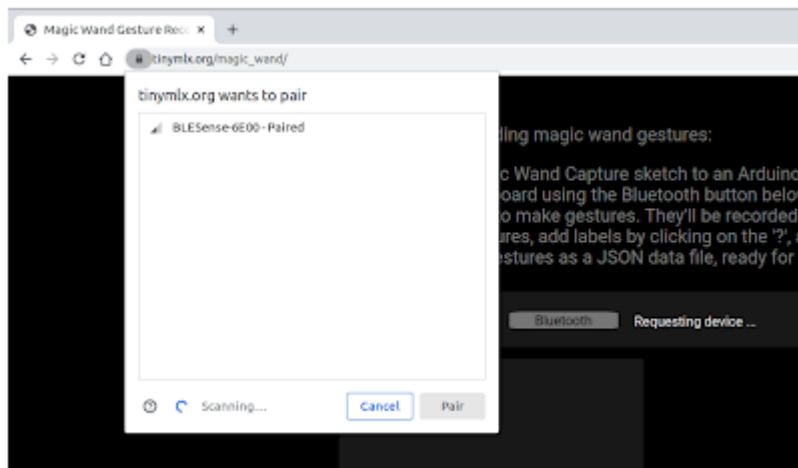 Magic Wand Gesture Reco
tinymlx.org/magic_wand/
tinymlx.org wants to pair
BLESense-6E00 - Paired
ding magic wand gestures:
c Wand Capture sketch to an Arduino
oard using the Bluetooth button belo
o make gestures. They'll be recorded
ures, add labels by clicking on the '?',
estures as a JSON data file, ready for
Bluetooth
Requesting device ...
Scanning...
Cancel
Pair